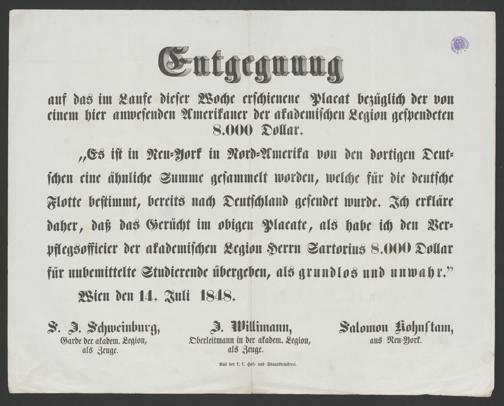 Entgegnung
auf das im Laufe dieser Woche erschienene Placat bezüglich der von
einem hier anwesenden Amerikaner der akademischen Legion gespendeten
8.000 Dollar.
„Es ist in Neu-York in Nord-Amerika von den dortigen Deut-
schen eine ähnliche Summe gesammelt worden, welche für die deutsche
Flotte bestimmt, bereits nach Deutschland gesendet wurde. Ich erkläre
daher, daß das Gerücht im obigen Placate, als habe ich den Ver-
pflegsofficier der akademischen Legion Herrn Sartorius 8.000 Dollar
für unbemittelte Studierende übergeben, als grundlos und unwahr.”
Wien den 14. Juli 1848.
F. J. Schweinburg,
Garde der akadem. Legion,
als Zeuge.
J. Willimann,
Oberleitmann in der akadem. Legion,
als Zeuge.
Salomon Kohnstam,
aus Neu-York.
Aus der k. k. Hof- und Staatsdruckerei.